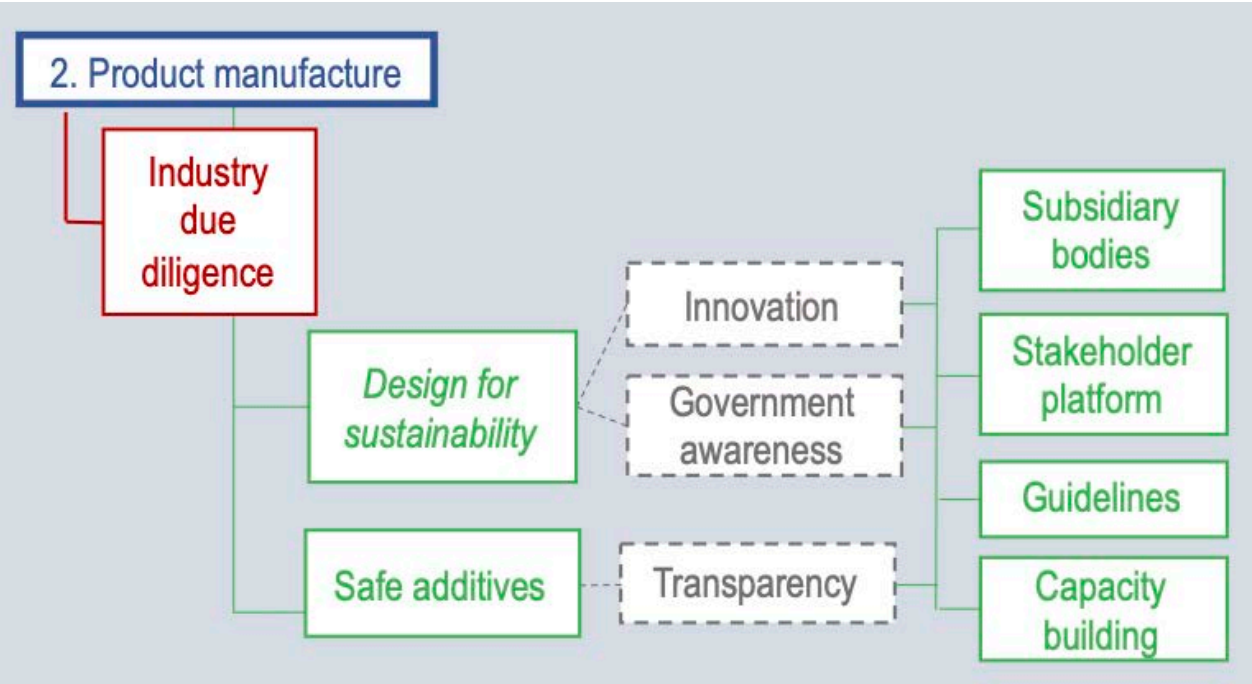 2. Product manufacture
Industry
due
diligence
Design for
sustainability
Safe additives
Innovation
Government
awareness
Transparency
Subsidiary
bodies
Stakeholder
platform
Guidelines
Capacity
building